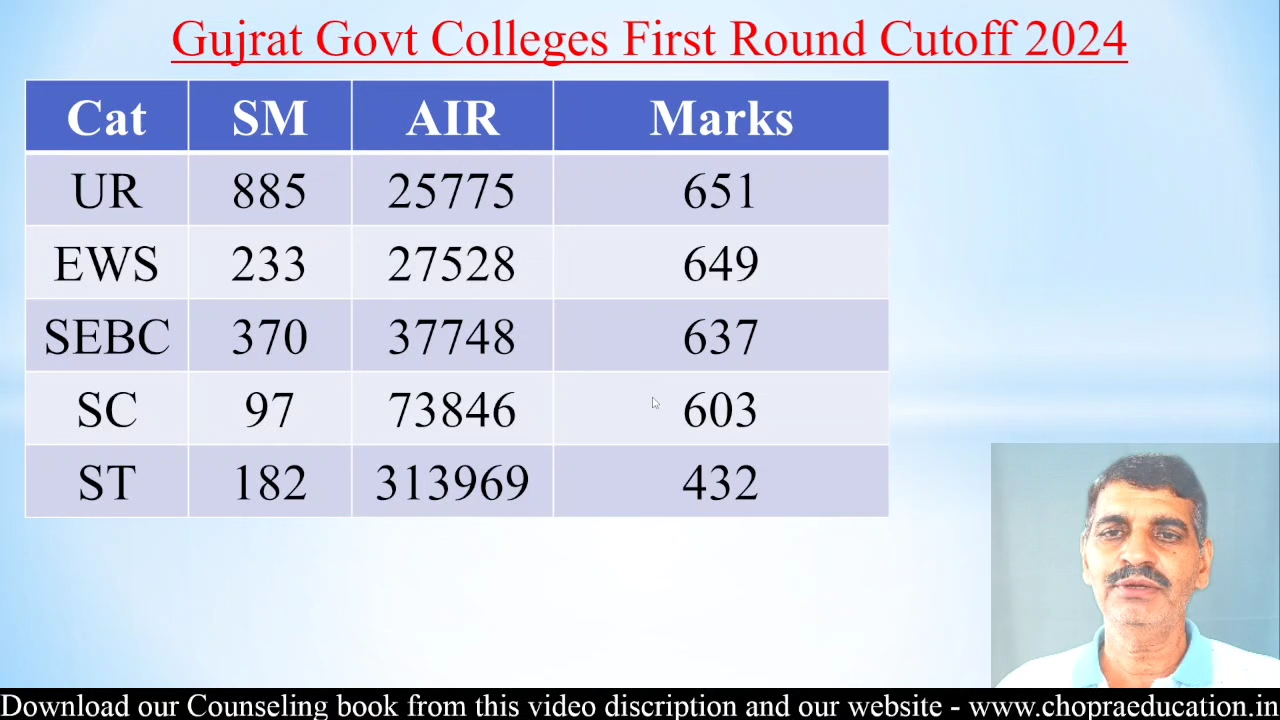 Gujrat Govt Colleges First Round Cutoff 2024
Cat SM AIR Marks
UR 885 25775 651
EWS 233 27528 649
SEBC 370 37748 637
SC 97 73846 603
ST 182 313969 432
Download our Counseling book from this video discription and our website - www.chopraeducation.in